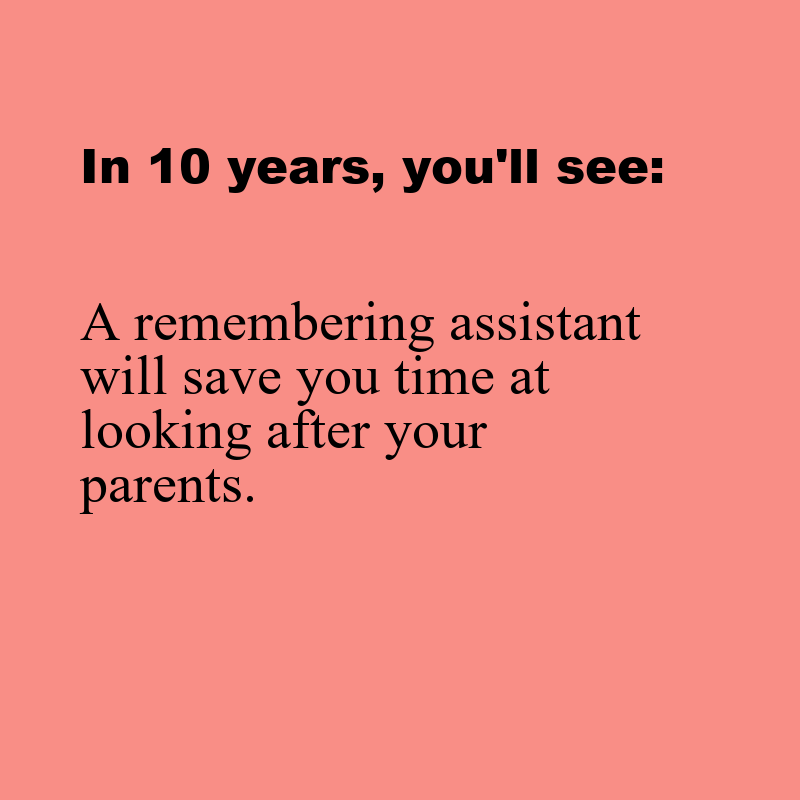 In 10 years, you'll see:
A remembering assistant
will save you time at
looking after your
parents.